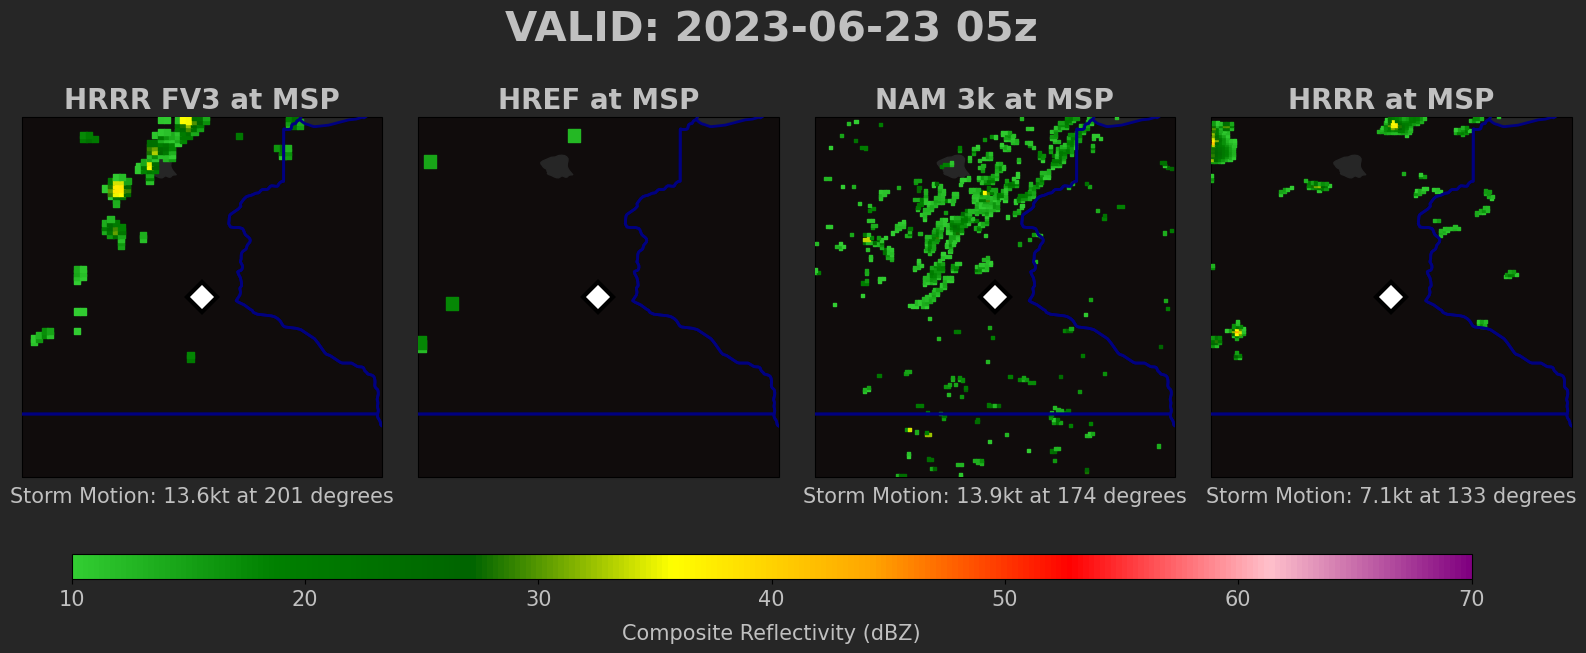 VALID: 2023-06-23 05z
HRRR FV3 at MSP
HREF at MSP
NAM 3k at MSP
HRRR at MSP
Storm Motion: 13.6kt at 201 degrees
Storm Motion: 13.9kt at 174 degrees
Storm Motion: 7.1kt at 133 degrees
10 20 30 40 50 60 70
Composite Reflectivity (dBZ)